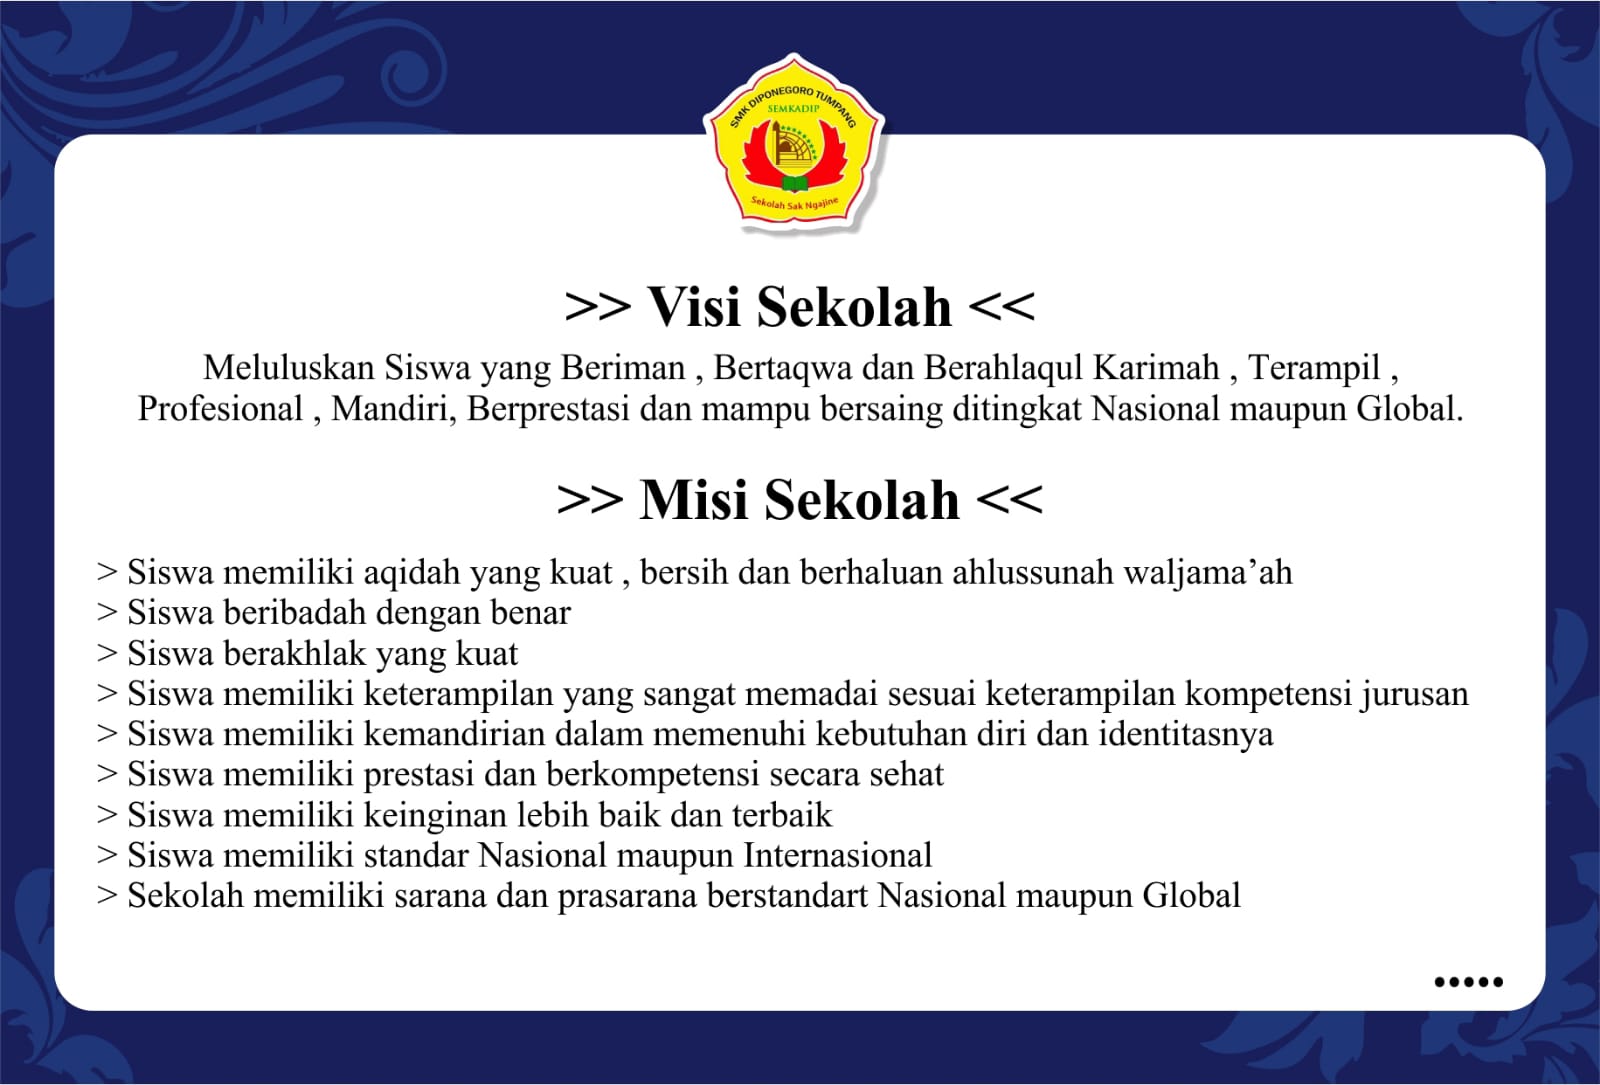 SMK DIPONEGORO TUMPANG
SEMKADIP
Sekolah Sak Ngajine
>> Visi Sekolah <<
Meluluskan Siswa yang Beriman , Bertaqwa dan Berahlaqul Karimah , Terampil ,
Profesional , Mandiri, Berprestasi dan mampu bersaing ditingkat Nasional maupun Global.
>> Misi Sekolah <<
> Siswa memiliki aqidah yang kuat , bersih dan berhaluan ahlussunah waljama’ah
> Siswa beribadah dengan benar
> Siswa berakhlak yang kuat
> Siswa memiliki keterampilan yang sangat memadai sesuai keterampilan kompetensi jurusan
> Siswa memiliki kemandirian dalam memenuhi kebutuhan diri dan identitasnya
> Siswa memiliki prestasi dan berkompetensi secara sehat
> Siswa memiliki keinginan lebih baik dan terbaik
> Siswa memiliki standar Nasional maupun Internasional
> Sekolah memiliki sarana dan prasarana berstandart Nasional maupun Global
•••••